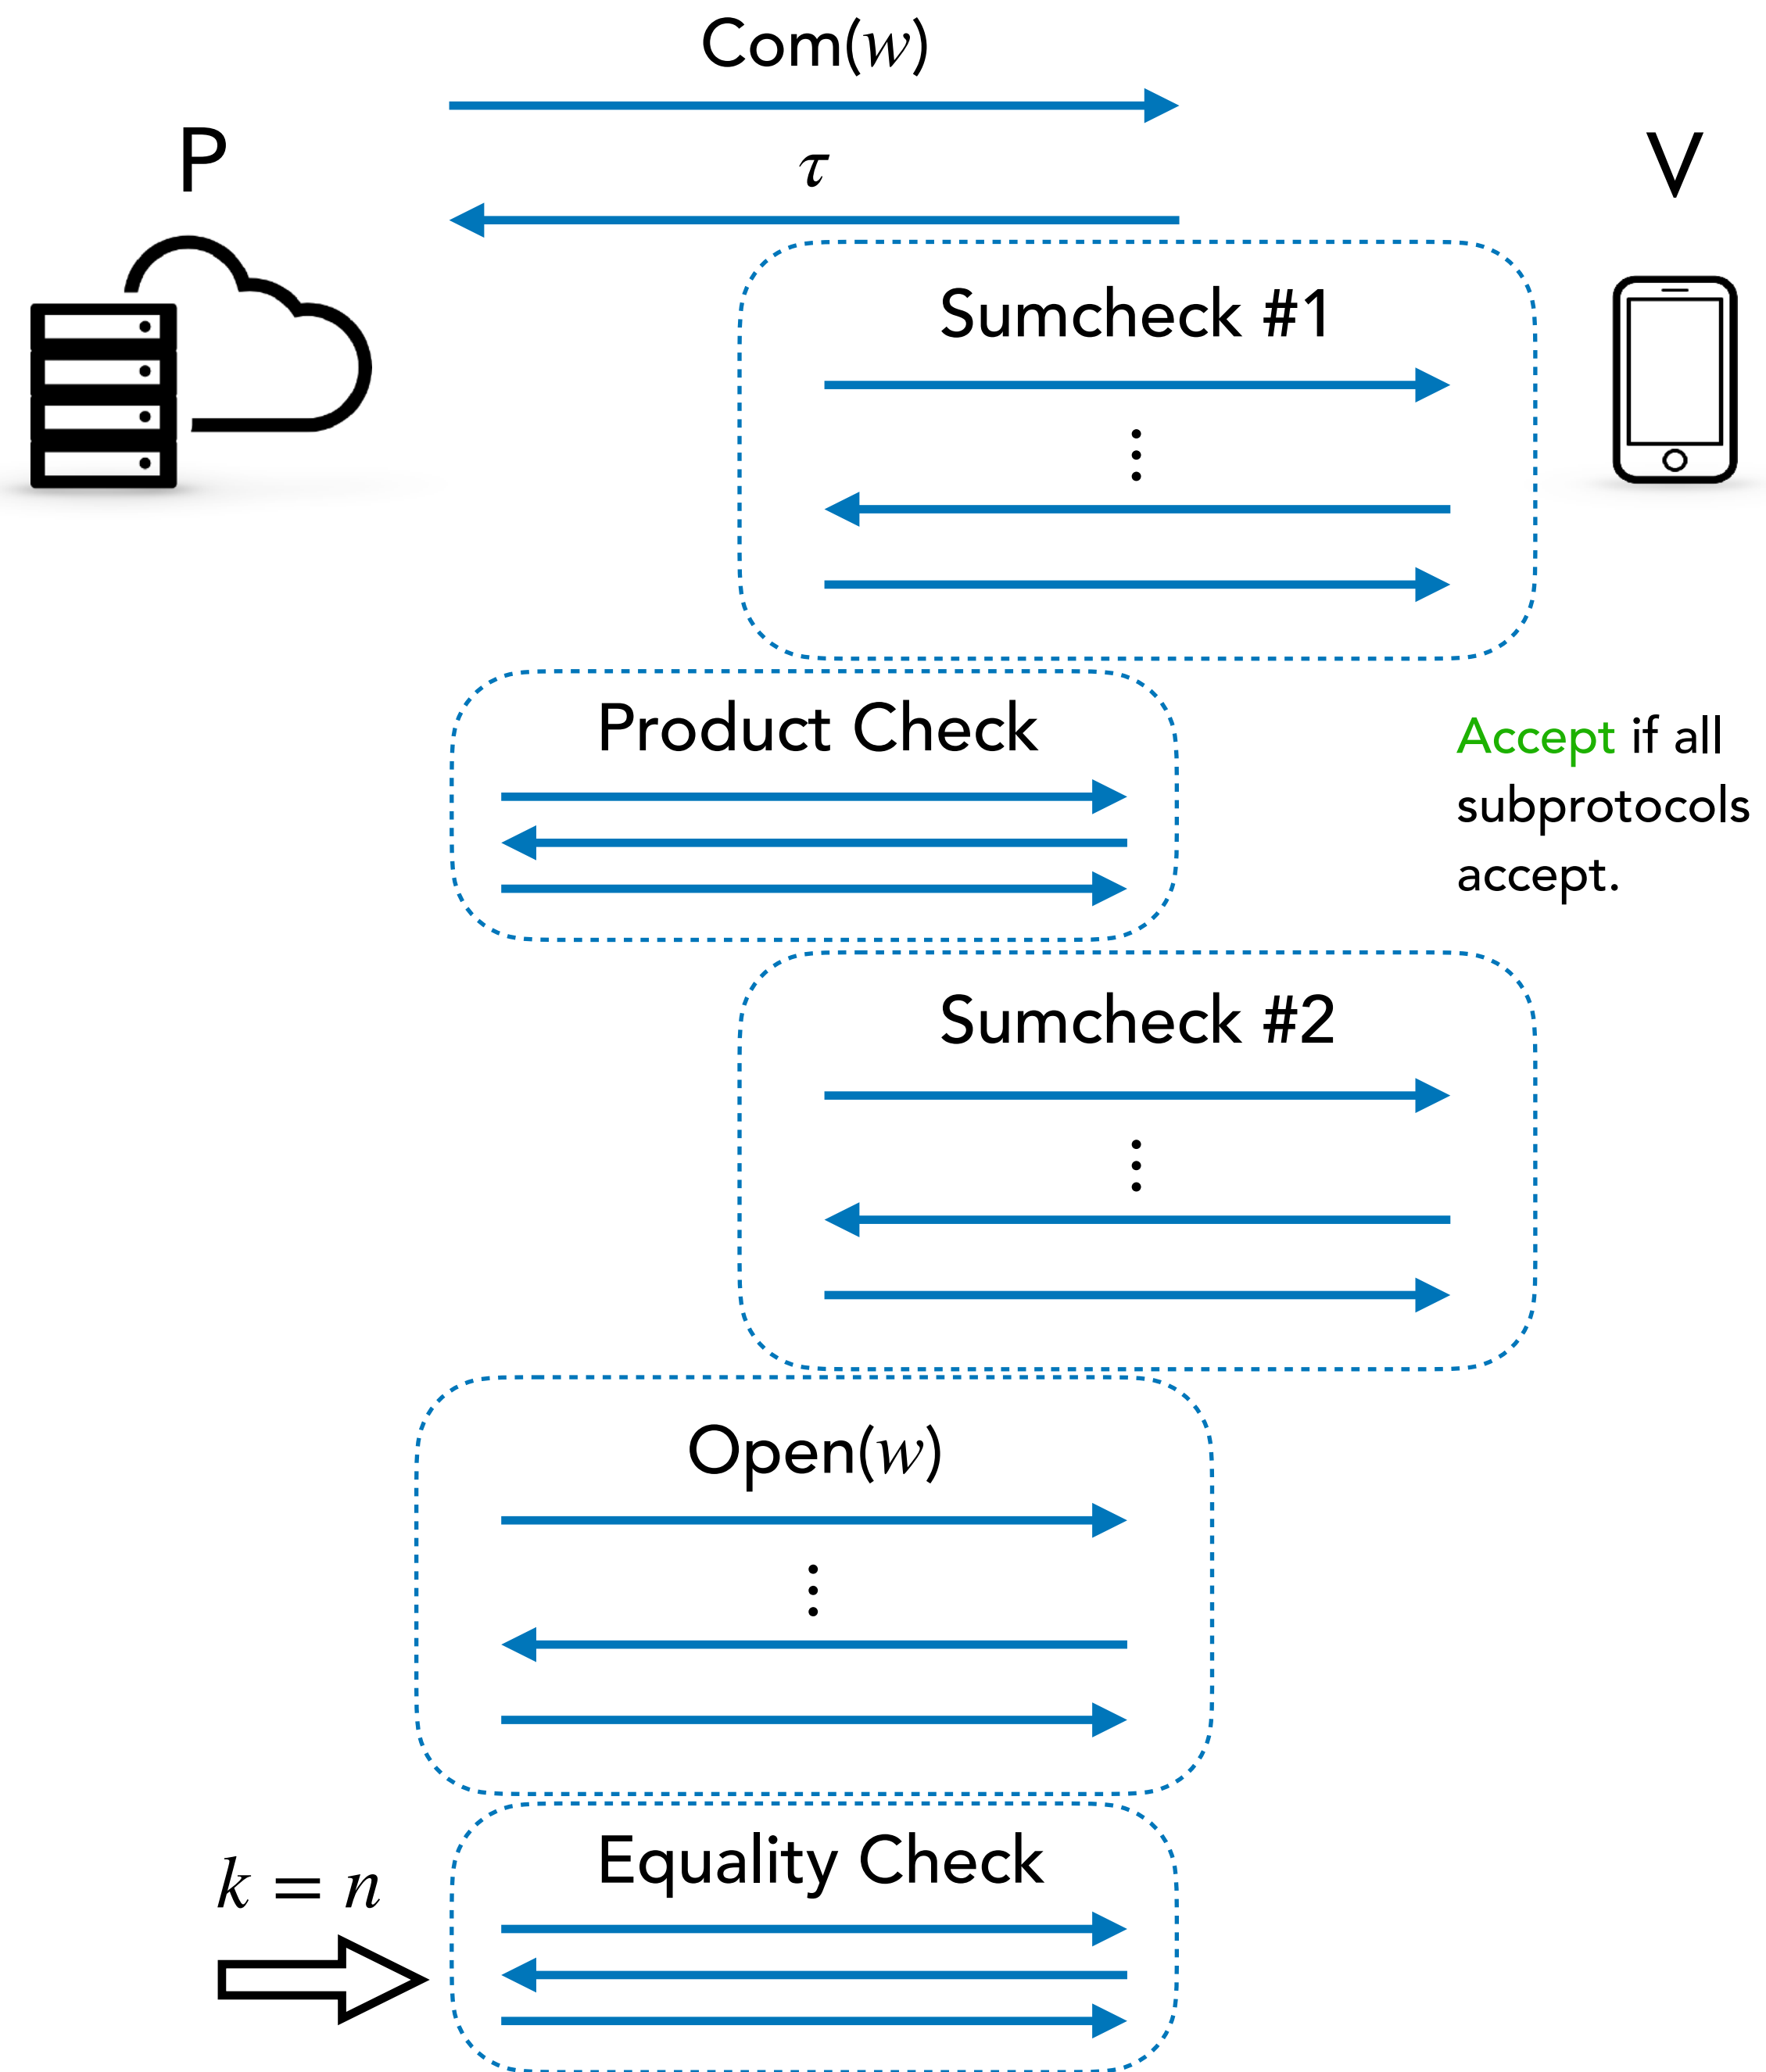 Com(w)
P
τ
V
Sumcheck #1
Product Check
Accept if all
subprotocols
accept.
Sumcheck #2
Open(w)
Equality Check
k = n